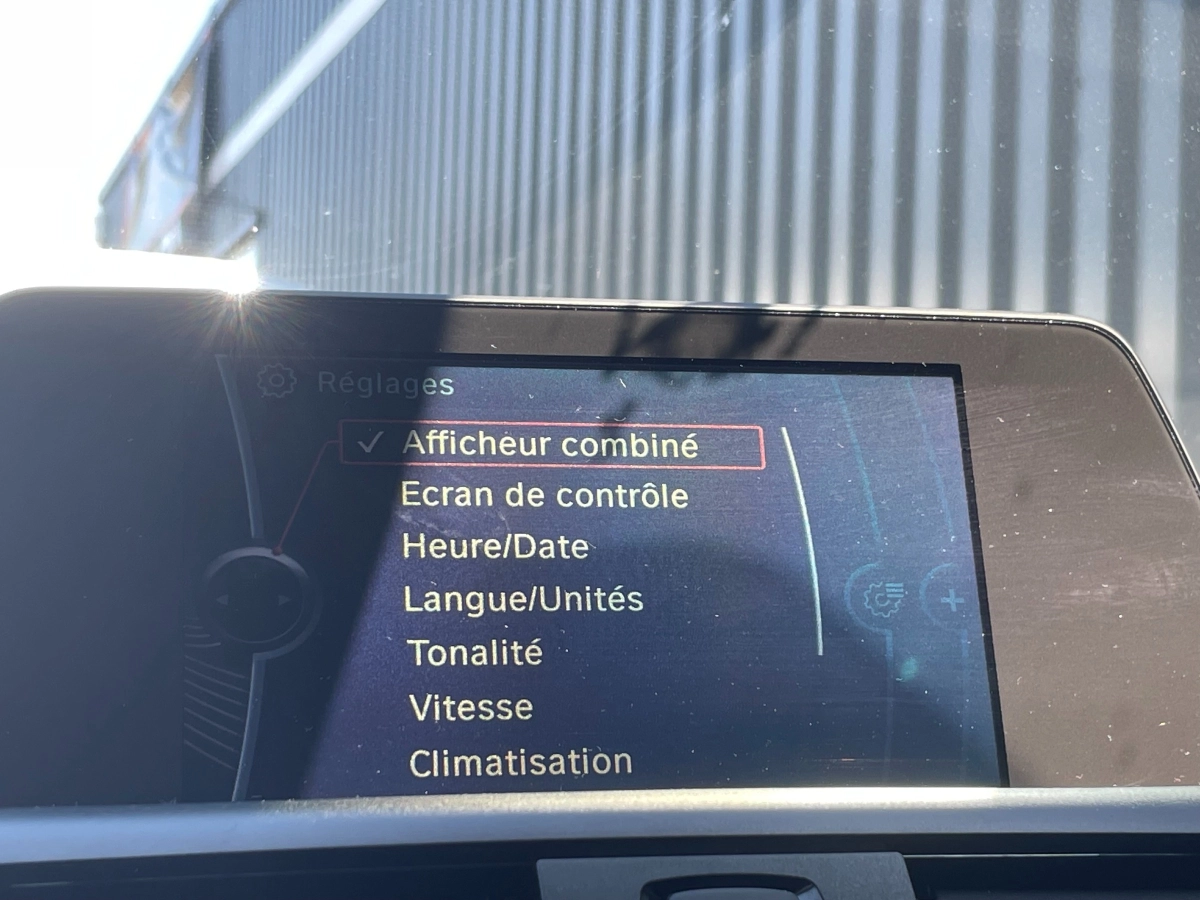 Réglages
Afficheur combiné
Ecran de contrôle
Heure/Date
Langue/Unités
Tonalité
Vitesse
Climatisation